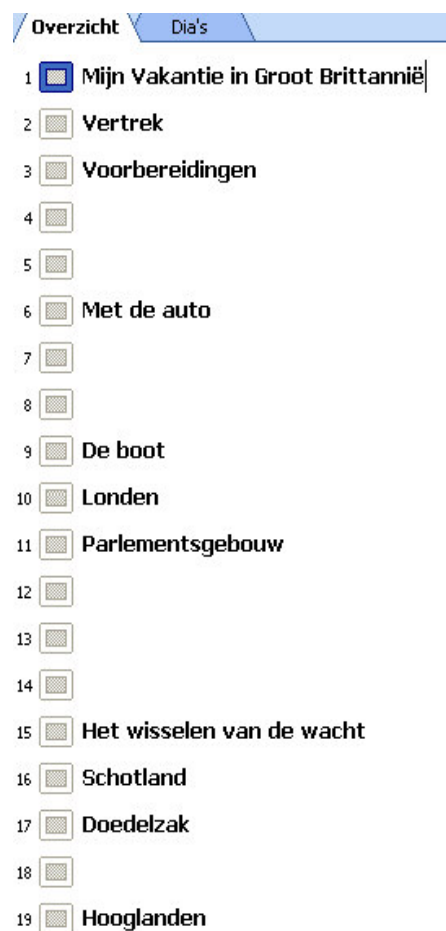 Overzicht Dia's
1 Mijn Vakantie in Groot Brittannië
2 Vertrek
3 Voorbereidingen
4
5
6 Met de auto
7
8
9 De boot
10 Londen
11 Parlementsgebouw
12
13
14
15 Het wisselen van de wacht
16 Schotland
17 Doedelzak
18
19 Hooglanden